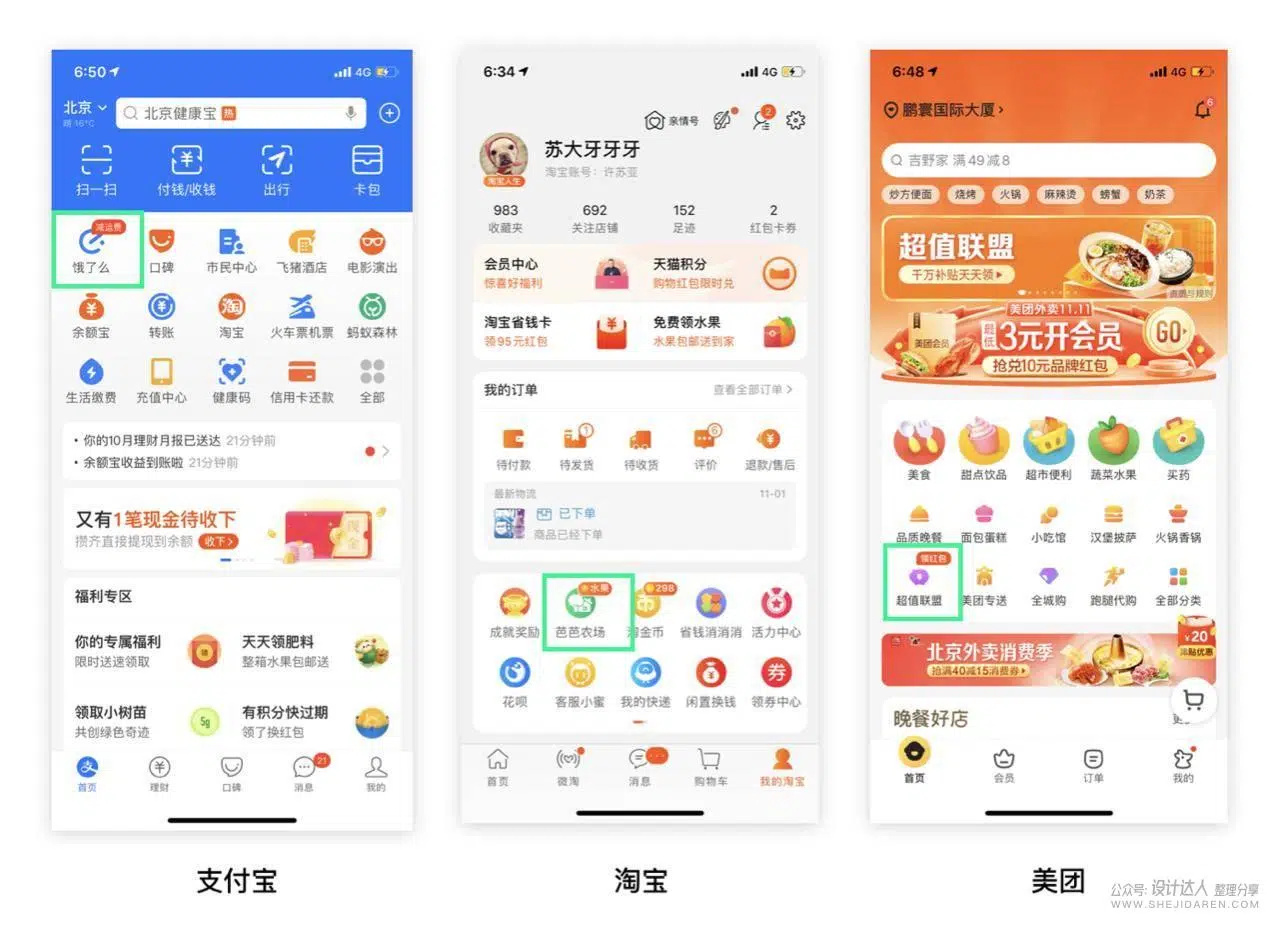 6:50
4G
北京
晴 16°C
北京健康宝 热
扫一扫 付钱/收钱 出行 卡包
减运费
饿了么 口碑 市民中心 飞猪酒店 电影演出
余额宝 转账 淘 淘宝 火车票机票 蚂蚁森林
生活缴费 充值中心 健康码 信用卡还款 全部
· 你的10月理财月报已送达 21分钟前
· 余额宝收益到账啦 21分钟前
又有1笔现金待收下
攒齐直接提现到余额 收下>
现金
福利专区
你的专属福利
限时送速领取
天天领肥料
整箱水果包邮送
领取小树苗
共创绿色奇迹
5g
有积分快过期
领了换红包
21
首页 理财 口碑 消息 我的
支付宝
6:34
4G
亲情号
2
苏大牙牙牙
淘宝人生
淘宝账号：许苏亚
983 692 152 2
收藏夹 关注店铺 足迹 红包卡券
会员中心
惊喜好福利
天猫积分
购物红包限时兑
淘宝省钱卡
领95元红包
免费领水果
水果包邮送到家
我的订单 查看全部订单 >
1 6
待付款 待发货 待收货 评价 退款/售后
最新物流 11-01
已下单
商品已经下单
水果 298
成就奖励 芭芭农场 淘金币 省钱消消消 活力中心
券
花呗 客服小蜜 我的快递 闲置换钱 领券中心
首页 微淘 消息 购物车 我的淘宝
淘宝
6:48
4G
鹏寰国际大厦 >
6
吉野家 满49减8
炒方便面 烧烤 火锅 麻辣烫 螃蟹 奶茶
超值联盟
千万补贴天天领
资质与规则
美团外卖11.11
美团会员
最低3元开会员
GO
抢兑10元品牌红包
美食 甜点饮品 超市便利 蔬菜水果 买药
品质晚餐 面包蛋糕 小吃馆 汉堡披萨 火锅香锅
领红包
超值联盟 美团专送 全城购 跑腿代购 全部分类
北京外卖消费季
抢满40减15消费券
¥20
晚餐好店
首页 会员 订单 我的
美团
公众号: 设计达人 整理分享
WWW.SHEJIDAREN.COM